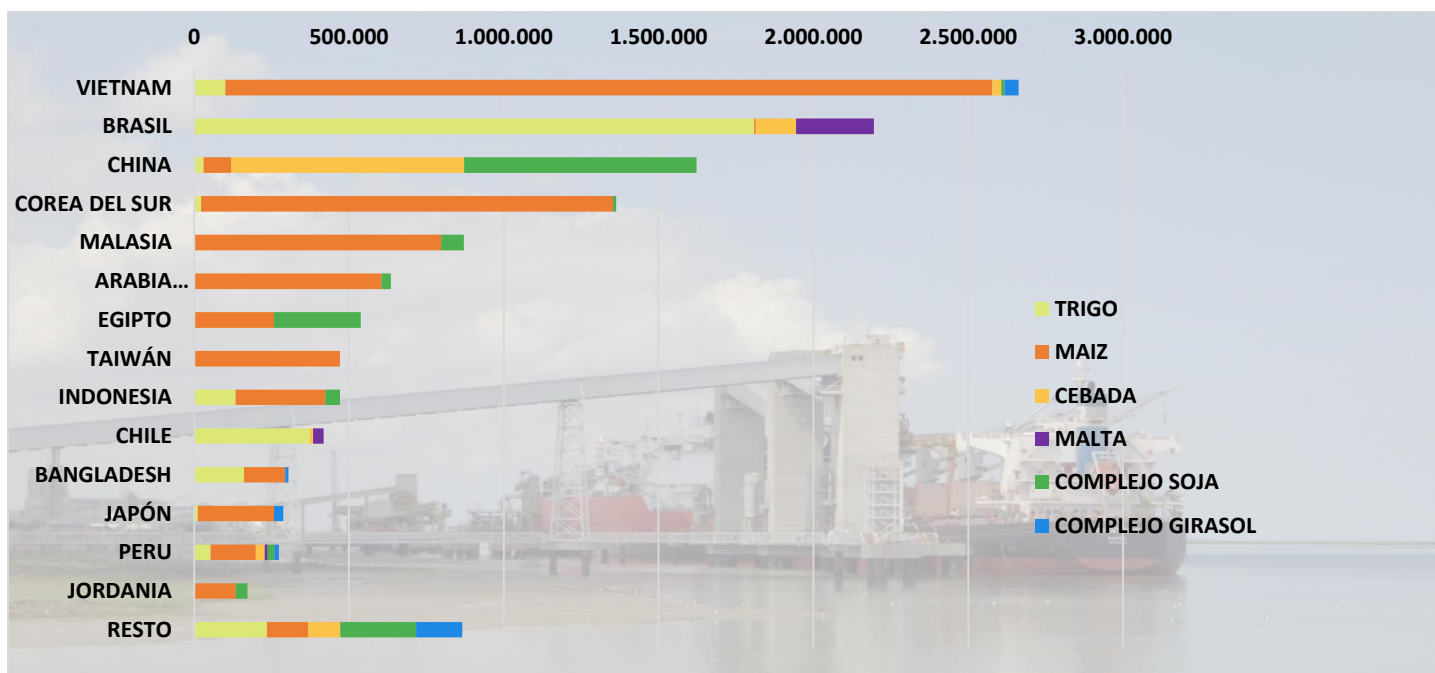 0 500.000 1.000.000 1.500.000 2.000.000 2.500.000 3.000.000
VIETNAM
BRASIL
CHINA
COREA DEL SUR
MALASIA
ARABIA...
EGIPTO
TAIWÁN
INDONESIA
CHILE
BANGLADESH
JAPÓN
PERU
JORDANIA
RESTO
TRIGO
MAIZ
CEBADA
MALTA
COMPLEJO SOJA
COMPLEJO GIRASOL